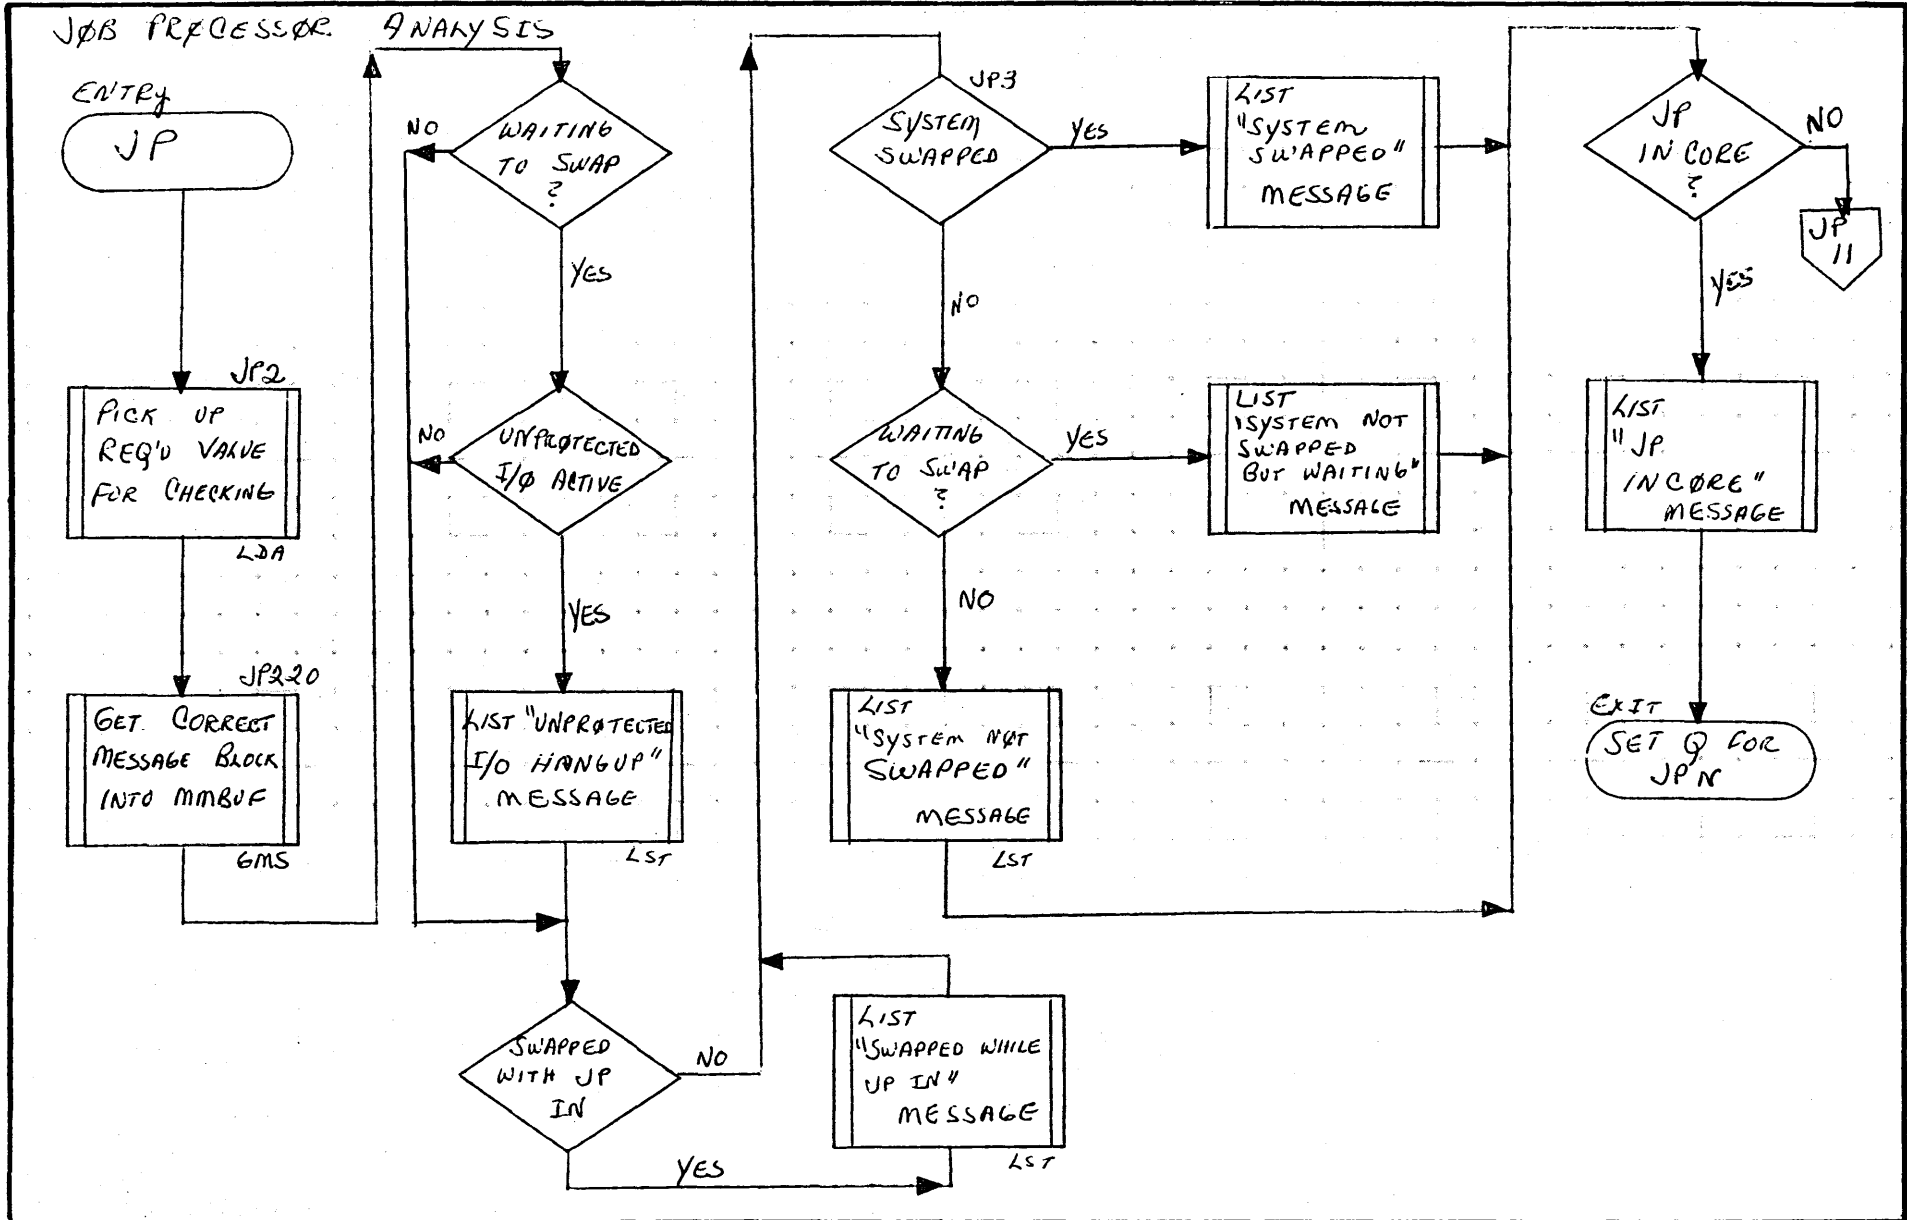 JØB PRØCESSØR ANALYSIS
ENTRY
JP
JP2
PICK UP
REQ'D VALUE
FOR CHECKING
LDA
JP220
GET CORRECT
MESSAGE BLOCK
INTO MMBUF
GMS
WAITING
TO SWAP
?
NO
YES
UNPRØTECTED
I/Ø ACTIVE
NO
YES
LIST "UNPRØTECTED
I/O HANGUP"
MESSAGE
LST
SWAPPED
WITH JP
IN
NO
YES
LIST
"SWAPPED WHILE
JP IN"
MESSAGE
LST
JP3
SYSTEM
SWAPPED
YES
NO
LIST
"SYSTEM
SWAPPED"
MESSAGE
WAITING
TO SWAP
?
YES
NO
LIST
"SYSTEM NOT
SWAPPED
BUT WAITING"
MESSAGE
LIST
"SYSTEM NØT
SWAPPED"
MESSAGE
LST
JP
IN CORE
?
NO
JP
11
YES
LIST
"JP
IN CØRE"
MESSAGE
EXIT
SET Q FOR
JPN